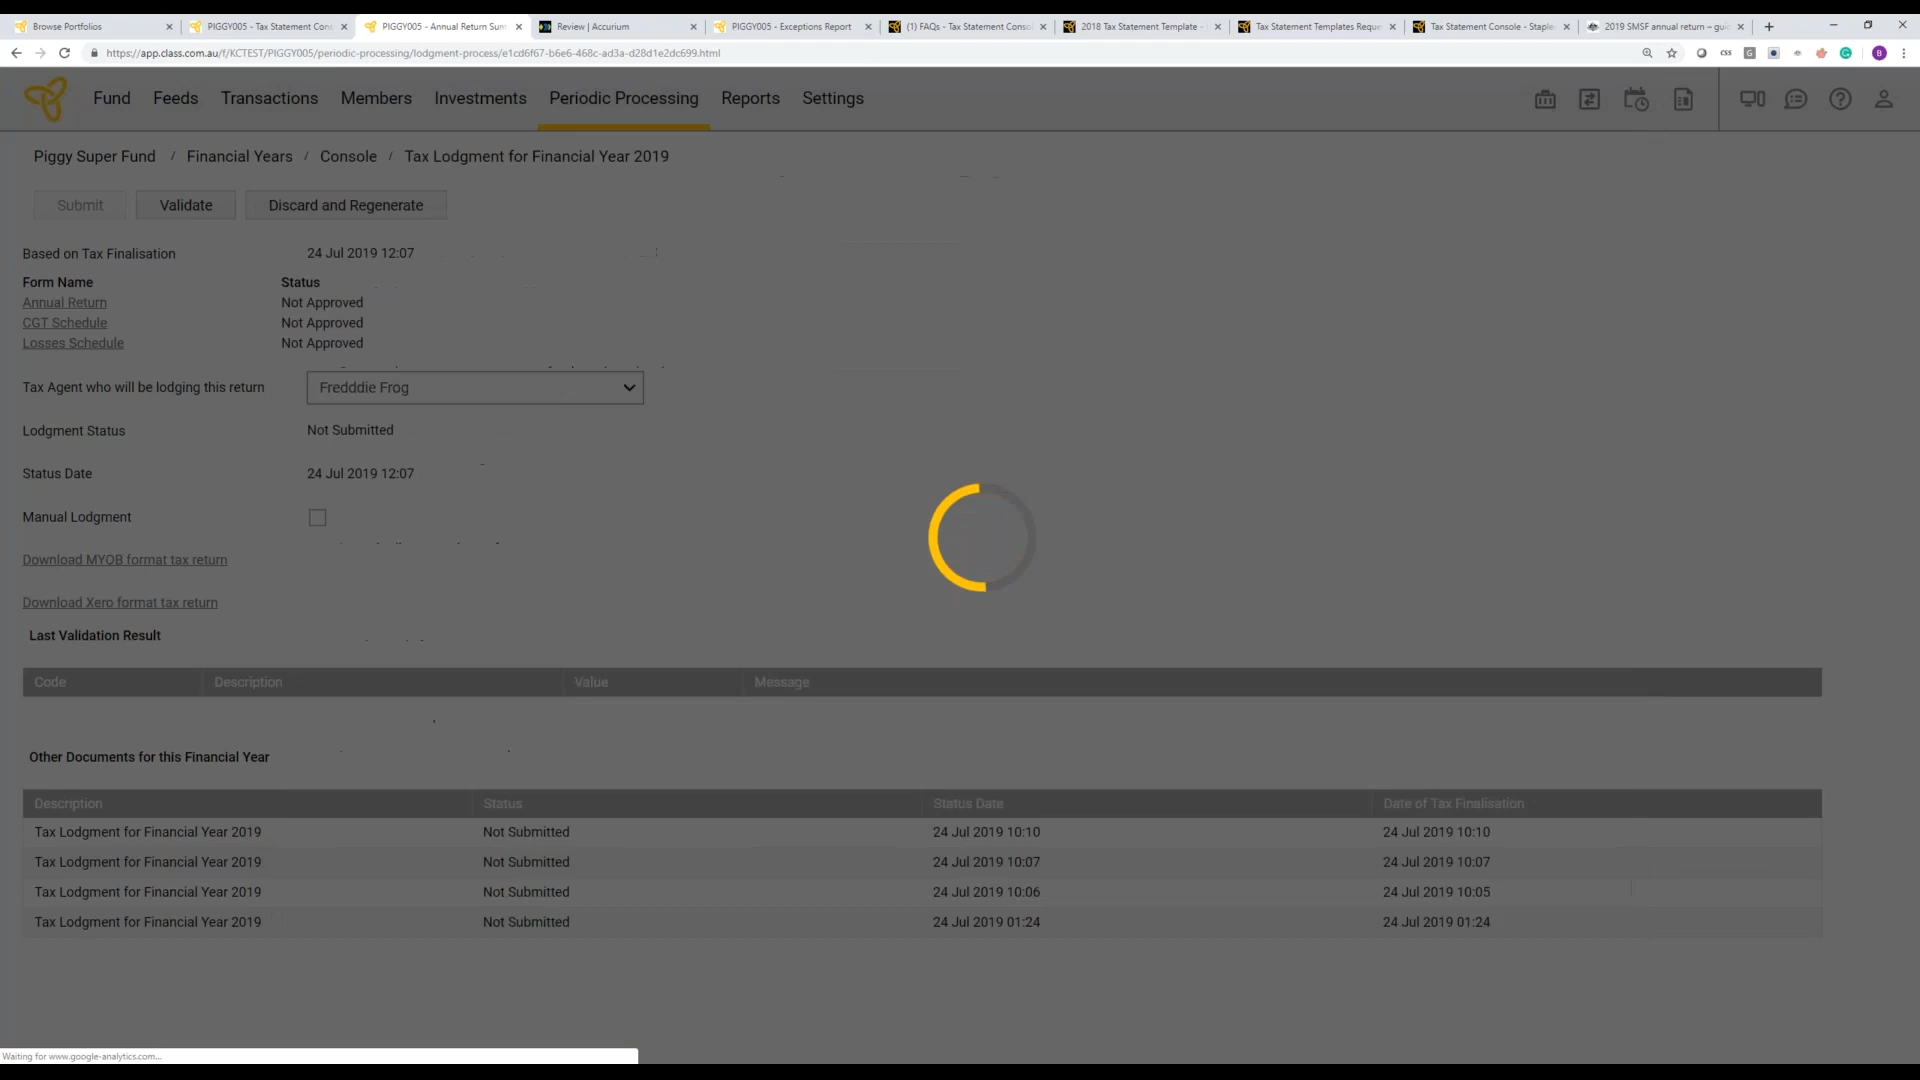 Browse Portfolios
PIGGY005 - Tax Statement Con
PIGGY005 - Annual Return Sum
Review | Accurium
PIGGY005 - Exceptions Report
(1) FAQs - Tax Statement Consol
2018 Tax Statement Template -
Tax Statement Templates Reque
Tax Statement Console - Staple
2019 SMSF annual return – guid
https://app.class.com.au/f/KCTEST/PIGGY005/periodic-processing/lodgment-process/e1cd6f67-b6e6-468c-ad3a-d28d1e2dc699.html
CSS
G
B
Fund Feeds Transactions Members Investments Periodic Processing Reports Settings
Piggy Super Fund / Financial Years / Console / Tax Lodgment for Financial Year 2019
Submit Validate Discard and Regenerate
Based on Tax Finalisation 24 Jul 2019 12:07
Form Name Status
Annual Return Not Approved
CGT Schedule Not Approved
Losses Schedule Not Approved
Tax Agent who will be lodging this return Fredddie Frog
Lodgment Status Not Submitted
Status Date 24 Jul 2019 12:07
Manual Lodgment
Download MYOB format tax return
Download Xero format tax return
Last Validation Result
Code Description Value Message
Other Documents for this Financial Year
Description Status Status Date Date of Tax Finalisation
Tax Lodgment for Financial Year 2019 Not Submitted 24 Jul 2019 10:10 24 Jul 2019 10:10
Tax Lodgment for Financial Year 2019 Not Submitted 24 Jul 2019 10:07 24 Jul 2019 10:07
Tax Lodgment for Financial Year 2019 Not Submitted 24 Jul 2019 10:06 24 Jul 2019 10:05
Tax Lodgment for Financial Year 2019 Not Submitted 24 Jul 2019 01:24 24 Jul 2019 01:24
Waiting for www.google-analytics.com...